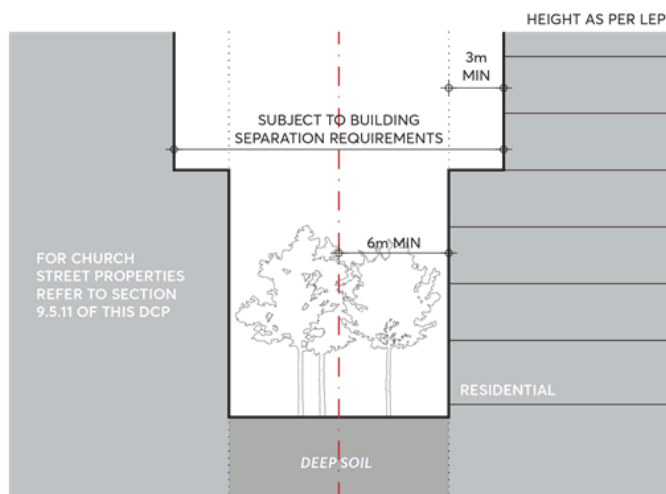 HEIGHT AS PER LEP
3m
MIN
SUBJECT TO BUILDING
SEPARATION REQUIREMENTS
6m MIN
FOR CHURCH
STREET PROPERTIES
REFER TO SECTION
9.5.11 OF THIS DCP
RESIDENTIAL
DEEP SOIL